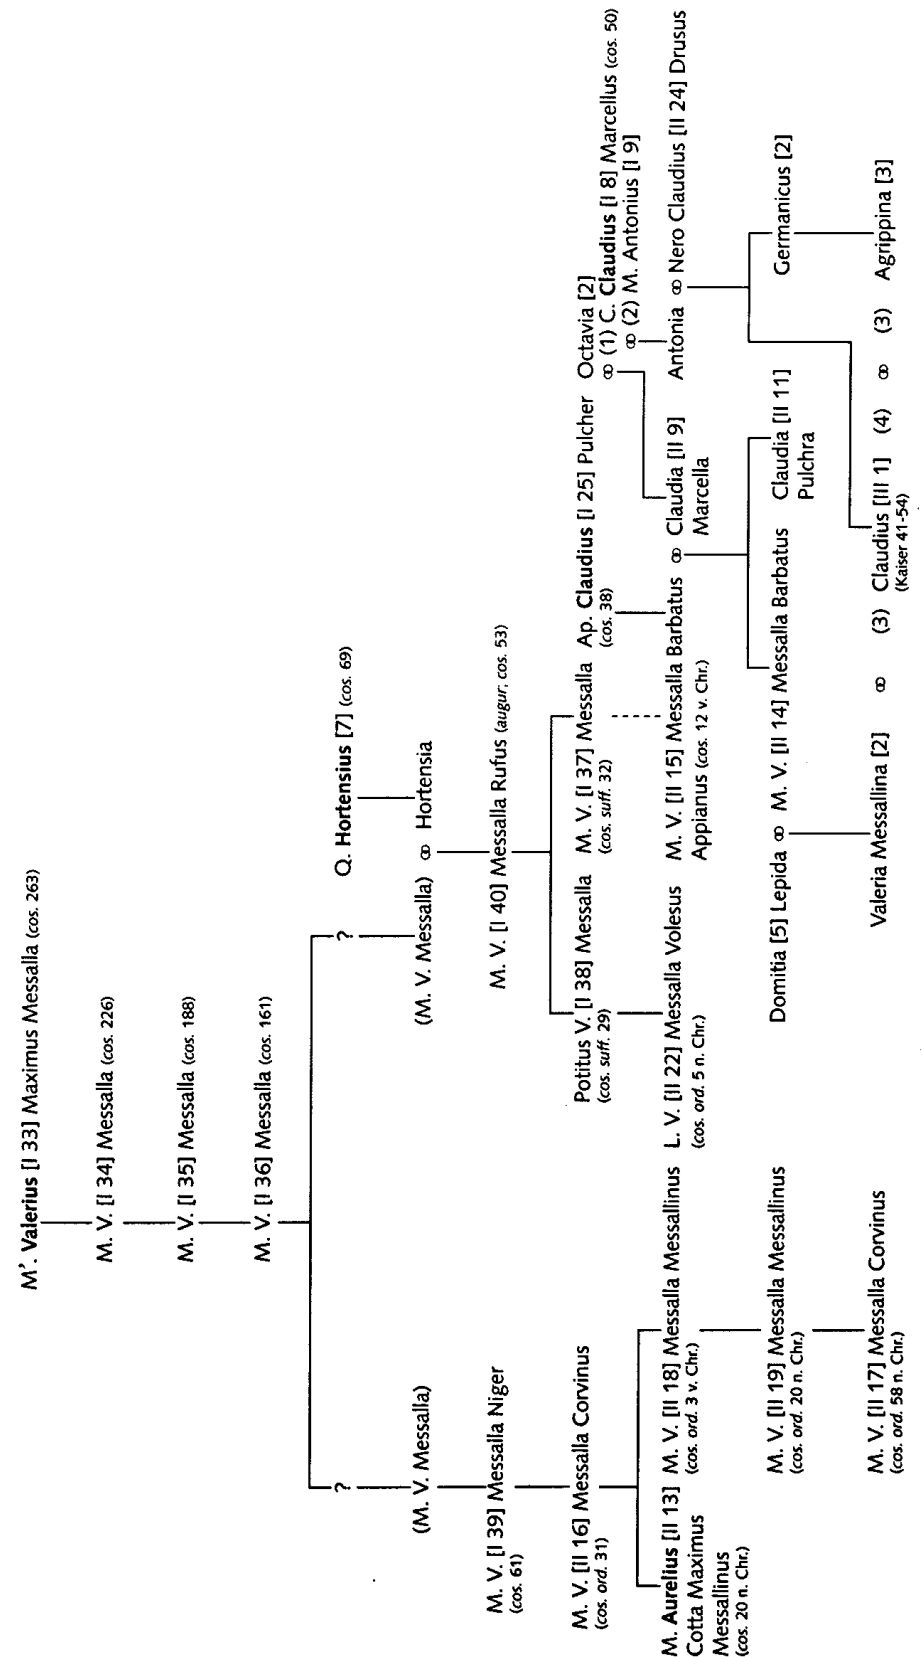 M'. Valerius [I 33] Maximus Messalla (cos. 263)
M. V. [I 34] Messalla (cos. 226)
M. V. [I 35] Messalla (cos. 188)
M. V. [I 36] Messalla (cos. 161)
?
?
Q. Hortensius [7] (cos. 69)
(M. V. Messalla)
(M. V. Messalla) ⚭ Hortensia
M. V. [I 39] Messalla Niger
(cos. 61)
M. V. [I 40] Messalla Rufus (augur, cos. 53)
M. V. [II 16] Messalla Corvinus
(cos. ord. 31)
Potitus V. [I 38] Messalla
(cos. suff. 29)
M. V. [I 37] Messalla
(cos. suff. 32)
Ap. Claudius [I 25] Pulcher
(cos. 38)
Octavia [2]
⚭ (1) C. Claudius [I 8] Marcellus (cos. 50)
⚭ (2) M. Antonius [I 9]
M. Aurelius [II 13]
Cotta Maximus
Messallinus
(cos. 20 n. Chr.)
M. V. [II 18] Messalla Messallinus
(cos. ord. 3 v. Chr.)
L. V. [II 22] Messalla Volesus
(cos. ord. 5 n. Chr.)
M. V. [II 15] Messalla Barbatus
Appianus (cos. 12 v. Chr.)
⚭ Claudia [II 9]
Marcella
Antonia ⚭ Nero Claudius [II 24] Drusus
M. V. [II 19] Messalla Messalinus
(cos. ord. 20 n. Chr.)
Domitia [5] Lepida ⚭ M. V. [II 14] Messalla Barbatus
Claudia [II 11]
Pulchra
Germanicus [2]
M. V. [II 17] Messalla Corvinus
(cos. ord. 58 n. Chr.)
Valeria Messallina [2] ⚭ (3) Claudius [III 1] (4) ⚭ (3) Agrippina [3]
(Kaiser 41-54)